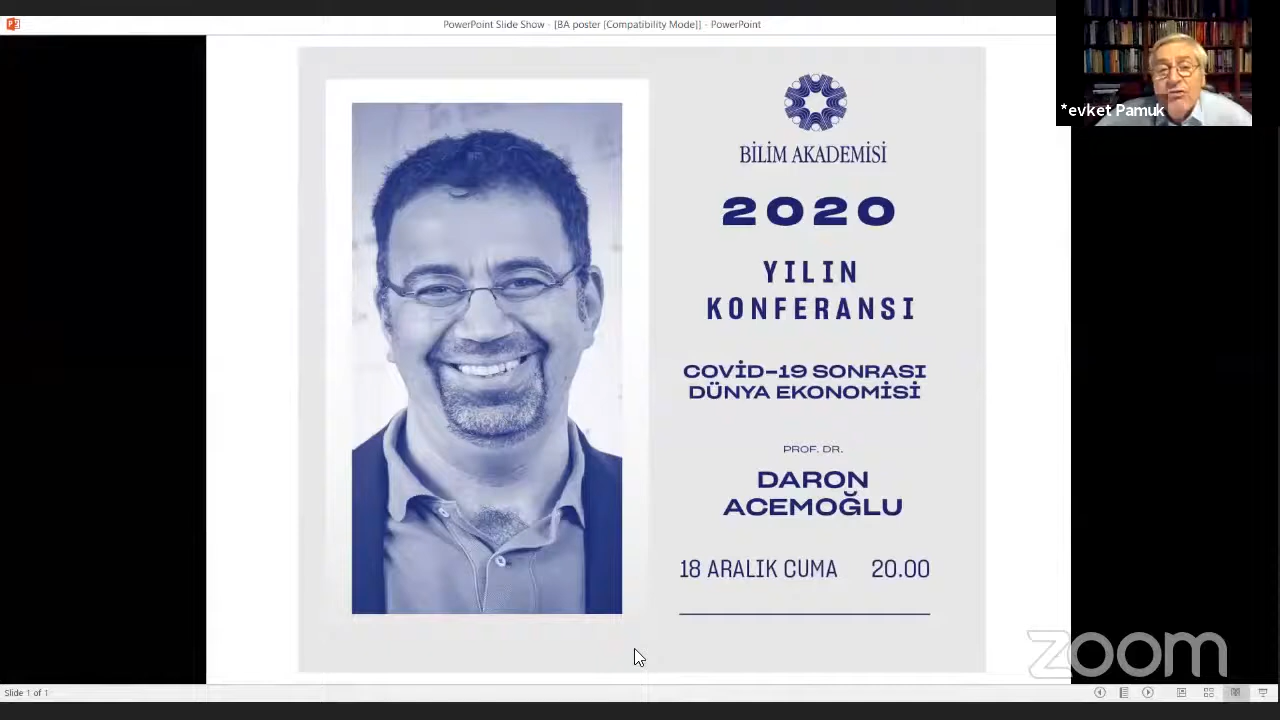 PowerPoint Slide Show - [BA poster [Compatibility Mode]] - PowerPoint
*evket Pamuk
BİLİM AKADEMİSİ
2020
YILIN
KONFERANSI
COVİD-19 SONRASI
DÜNYA EKONOMİSİ
PROF. DR.
DARON
ACEMOĞLU
18 ARALIK CUMA 20.00
zoom
Slide 1 of 1